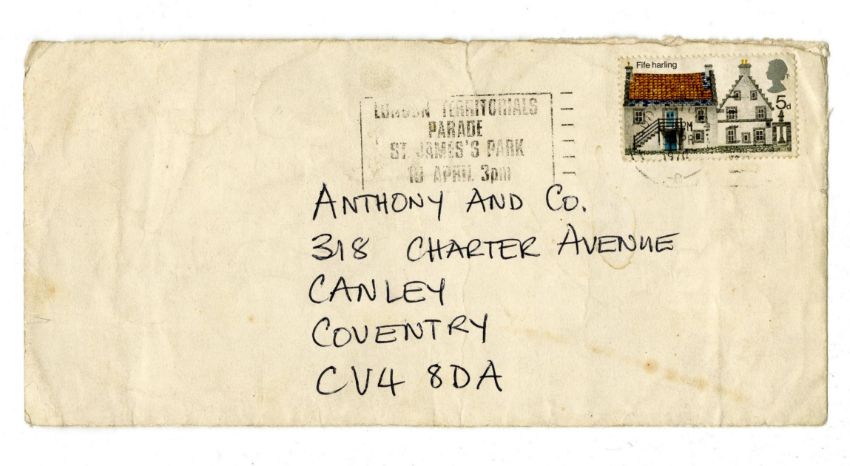 Fife harling
5d
LONDON TERRITORIALS
PARADE
ST JAMES'S PARK
APRIL 3pm
1970
ANTHONY AND CO.
318 CHARTER AVENUE
CANLEY
COVENTRY
CV4 8DA